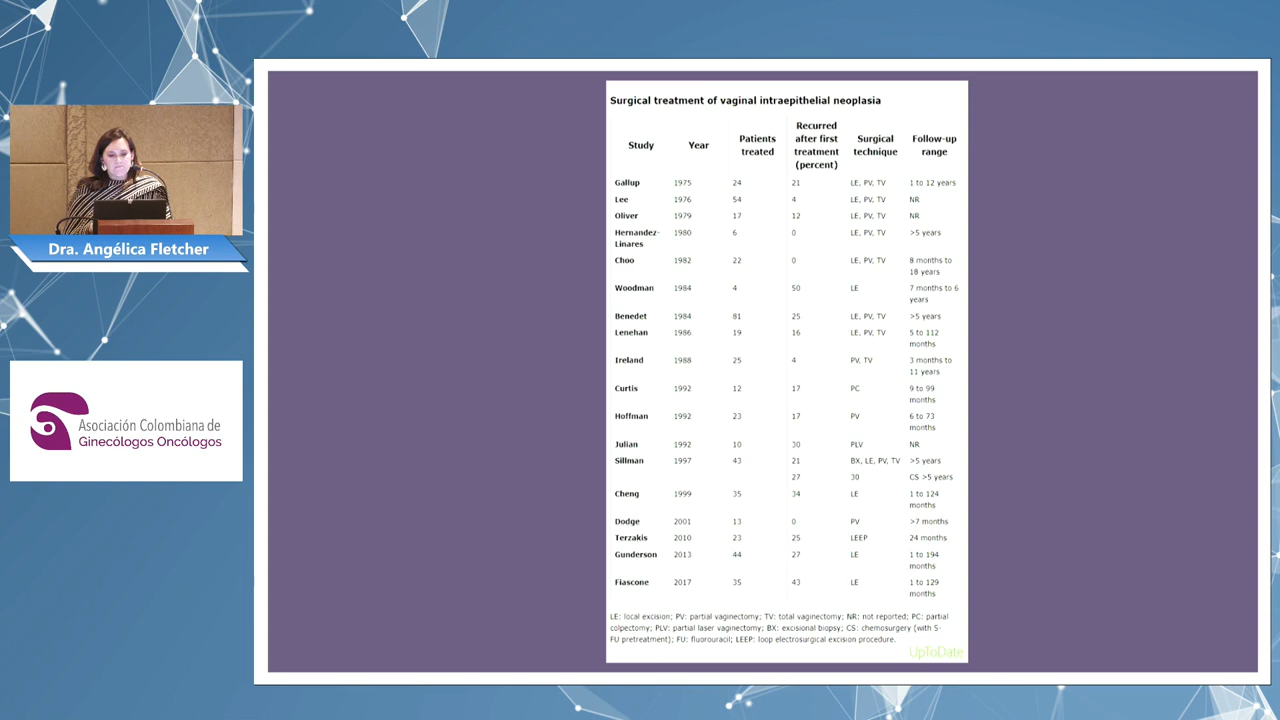 Dra. Angélica Fletcher
Asociación Colombiana de
Ginecólogos Oncólogos
Surgical treatment of vaginal intraepithelial neoplasia
Study Year Patients treated Recurred after first treatment (percent) Surgical technique Follow-up range
Gallup 1975 24 21 LE, PV, TV 1 to 12 years
Lee 1976 54 4 LE, PV, TV NR
Oliver 1979 17 12 LE, PV, TV NR
Hernandez-Linares 1980 6 0 LE, PV, TV >5 years
Choo 1982 22 0 LE, PV, TV 8 months to 18 years
Woodman 1984 4 50 LE 7 months to 6 years
Benedet 1984 81 25 LE, PV, TV >5 years
Lenehan 1986 19 16 LE, PV, TV 5 to 112 months
Ireland 1988 25 4 PV, TV 3 months to 11 years
Curtis 1992 12 17 PC 9 to 99 months
Hoffman 1992 23 17 PV 6 to 73 months
Julian 1992 10 30 PLV NR
Sillman 1997 43 21 BX, LE, PV, TV >5 years
27 30 CS >5 years
Cheng 1999 35 34 LE 1 to 124 months
Dodge 2001 13 0 PV >7 months
Terzakis 2010 23 25 LEEP 24 months
Gunderson 2013 44 27 LE 1 to 194 months
Fiascone 2017 35 43 LE 1 to 129 months
LE: local excision; PV: partial vaginectomy; TV: total vaginectomy; NR: not reported; PC: partial
colpectomy; PLV: partial laser vaginectomy; BX: excisional biopsy; CS: chemosurgery (with 5-
FU pretreatment); FU: fluorouracil; LEEP: loop electrosurgical excision procedure.
UpToDate